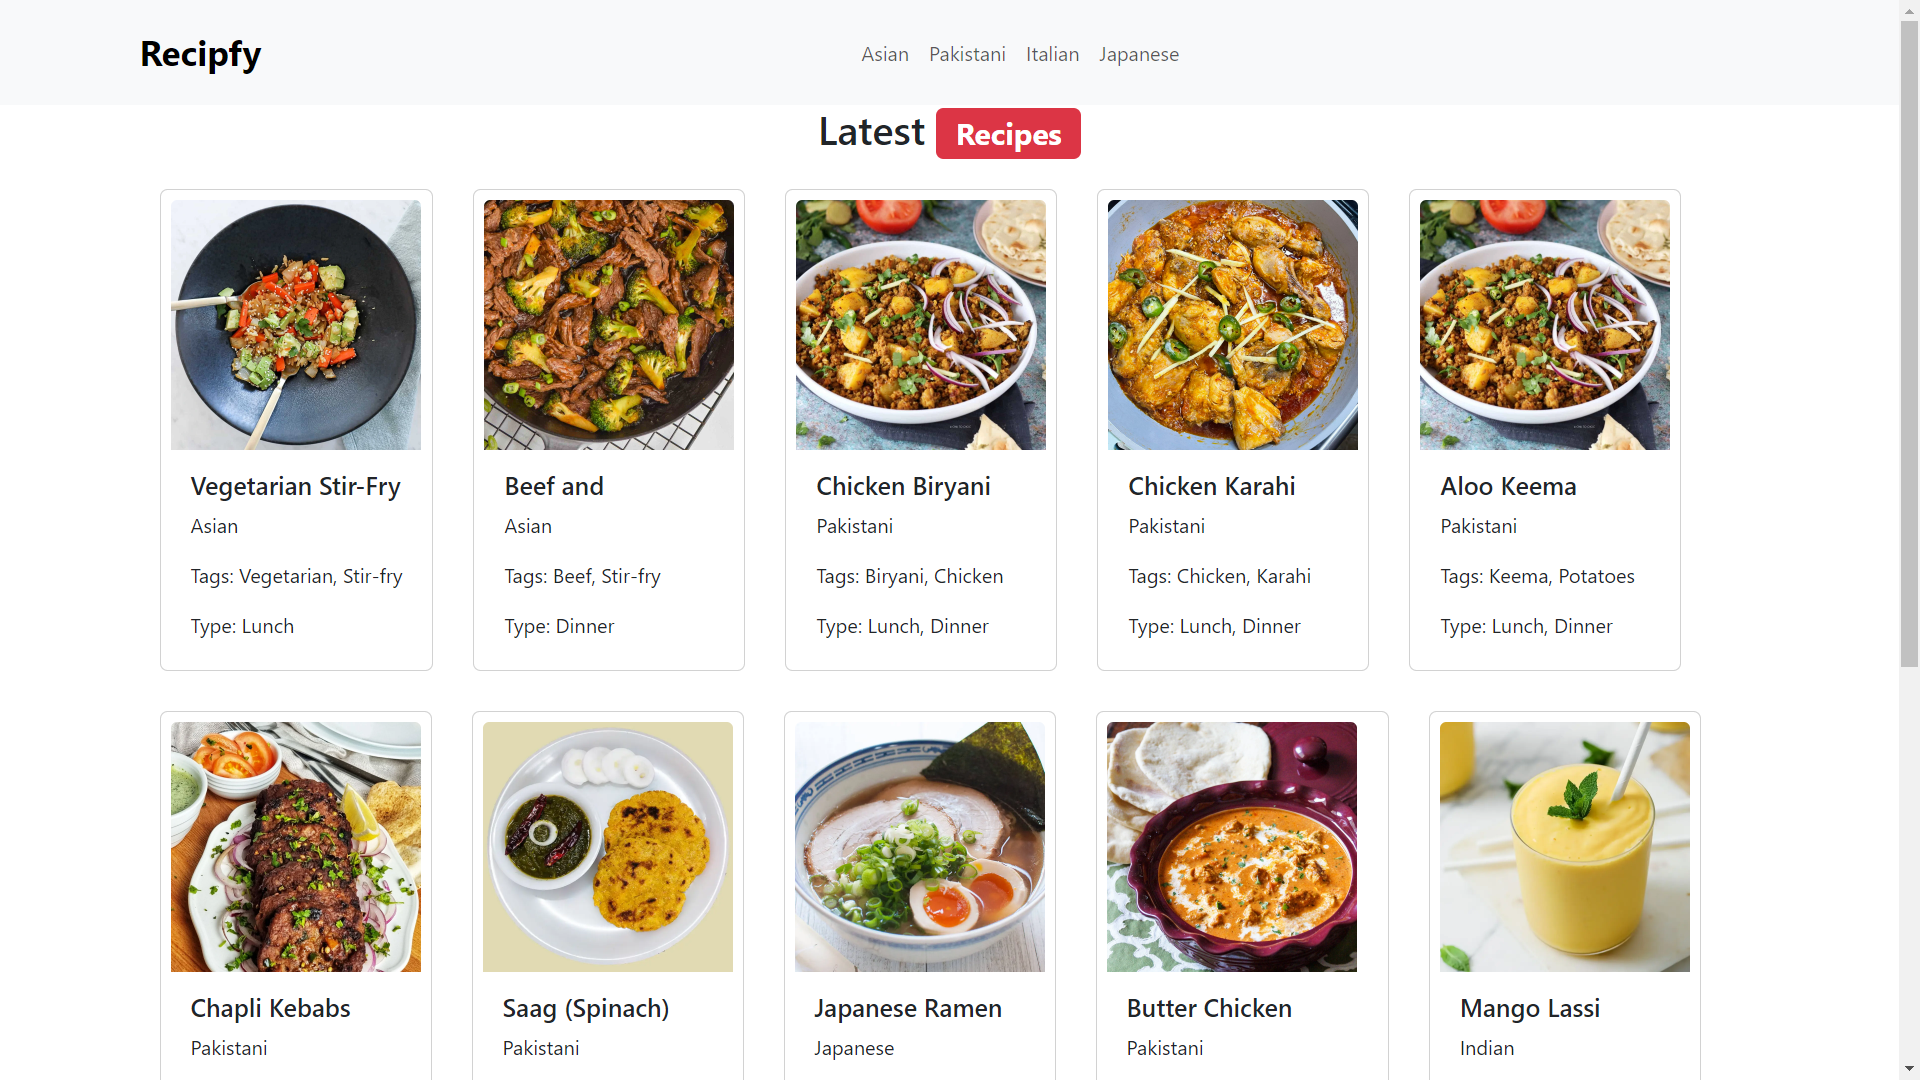 Recipfy
Asian Pakistani Italian Japanese
Latest Recipes
Vegetarian Stir-Fry
Asian
Tags: Vegetarian, Stir-fry
Type: Lunch
Beef and
Asian
Tags: Beef, Stir-fry
Type: Dinner
Chicken Biryani
Pakistani
Tags: Biryani, Chicken
Type: Lunch, Dinner
Chicken Karahi
Pakistani
Tags: Chicken, Karahi
Type: Lunch, Dinner
Aloo Keema
Pakistani
Tags: Keema, Potatoes
Type: Lunch, Dinner
Chapli Kebabs
Pakistani
Saag (Spinach)
Pakistani
Japanese Ramen
Japanese
Butter Chicken
Pakistani
Mango Lassi
Indian